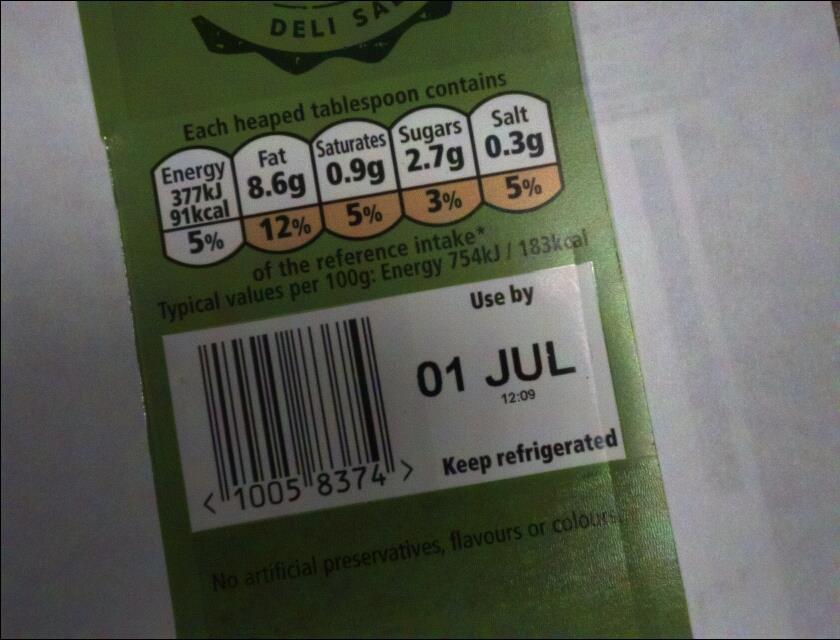 DELI
Each heaped tablespoon contains
Energy 377kJ 91kcal 5%
Fat 8.6g 12%
Saturates 0.9g 5%
Sugars 2.7g 3%
Salt 0.3g 5%
of the reference intake*
Typical values per 100g: Energy 754kJ / 183kcal
Use by
01 JUL
12:09
Keep refrigerated
< 1005 8374 >
No artificial preservatives, flavours or colours